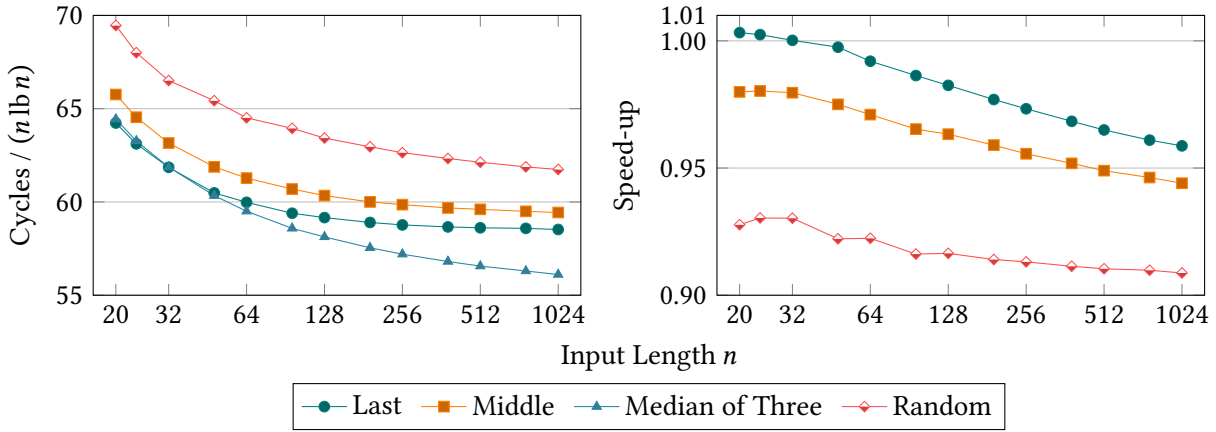 Cycles / (n lb n)
70
65
60
55
20 32 64 128 256 512 1024
Speed-up
1.01
1.00
0.95
0.90
20 32 64 128 256 512 1024
Input Length n
Last Middle Median of Three Random